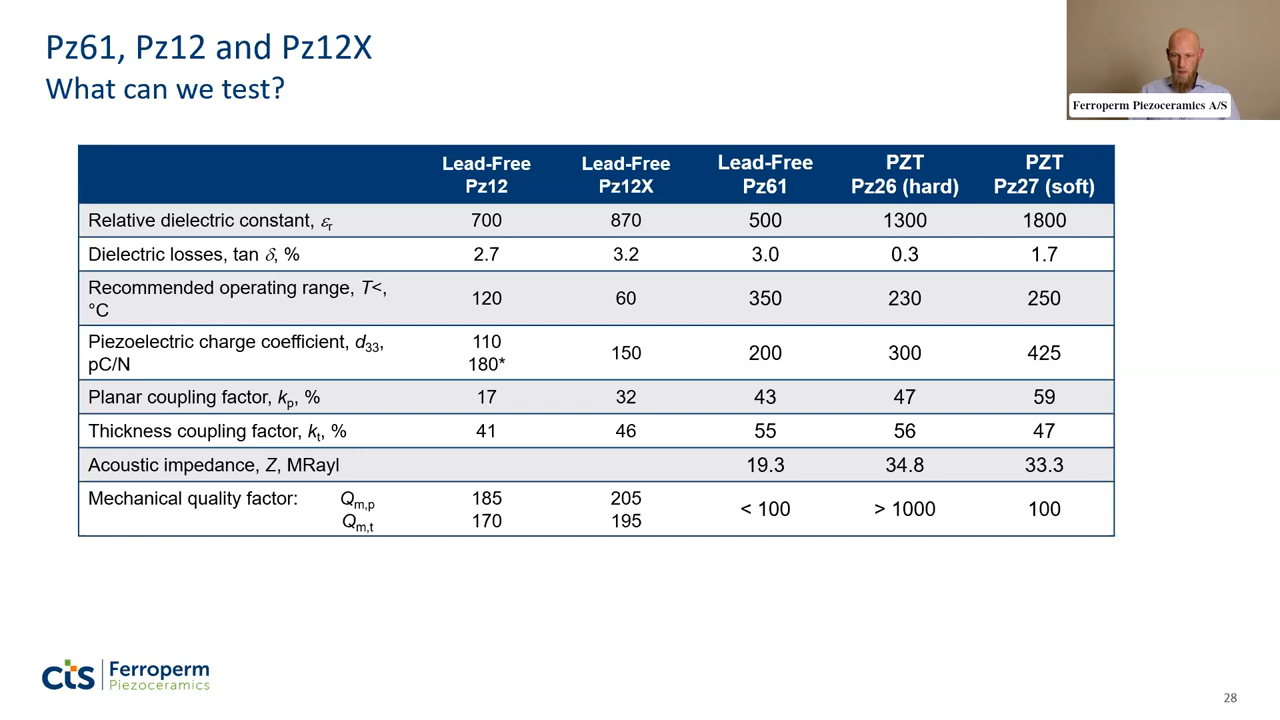 Pz61, Pz12 and Pz12X
What can we test?
Ferroperm Piezoceramics A/S
Lead-Free Pz12 Lead-Free Pz12X Lead-Free Pz61 PZT Pz26 (hard) PZT Pz27 (soft)
Relative dielectric constant, εr 700 870 500 1300 1800
Dielectric losses, tan δ, % 2.7 3.2 3.0 0.3 1.7
Recommended operating range, T<, °C 120 60 350 230 250
Piezoelectric charge coefficient, d33, pC/N 110 180* 150 200 300 425
Planar coupling factor, kp, % 17 32 43 47 59
Thickness coupling factor, kt, % 41 46 55 56 47
Acoustic impedance, Z, MRayl 19.3 34.8 33.3
Mechanical quality factor: Qm,p Qm,t 185 170 205 195 < 100 > 1000 100
cts Ferroperm
Piezoceramics
28